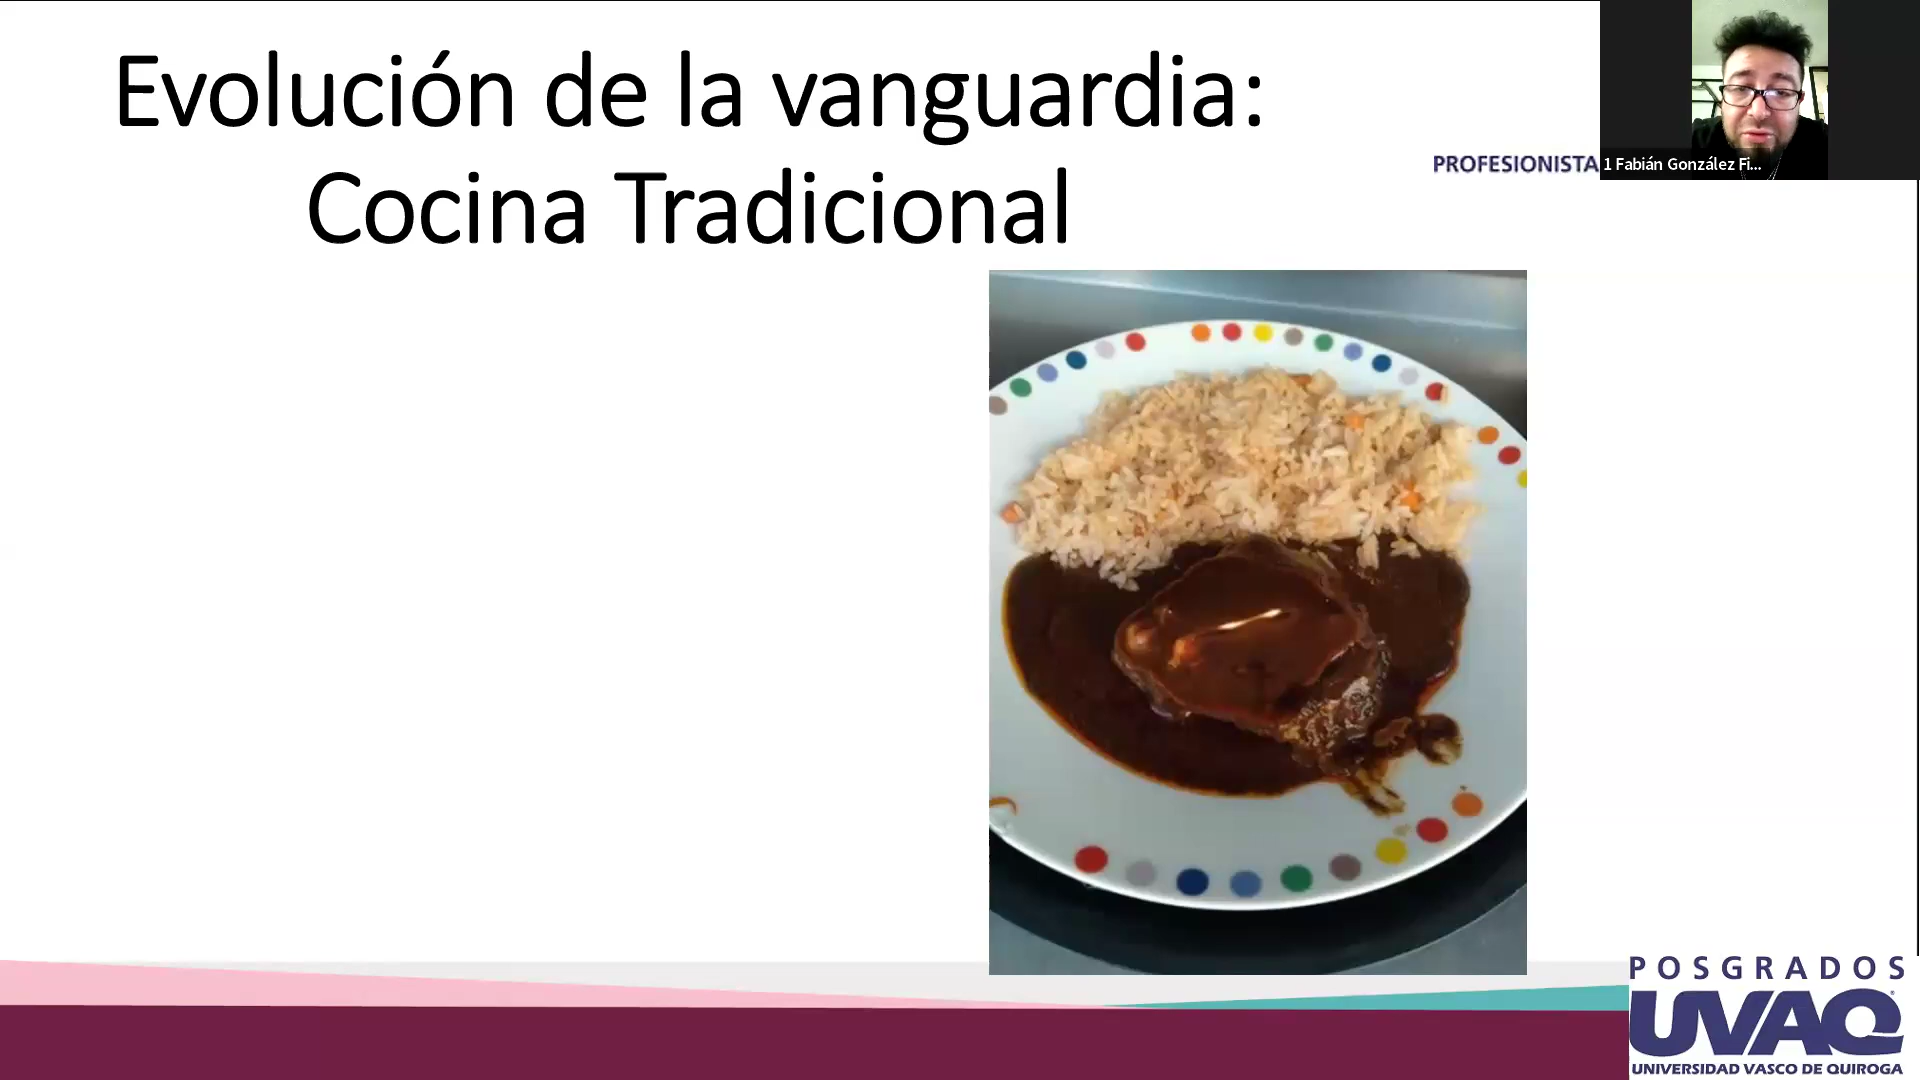 Evolución de la vanguardia:
Cocina Tradicional
PROFESIONISTA
1 Fabián González Fi...
POSGRADOS
UVAQ
UNIVERSIDAD VASCO DE QUIROGA